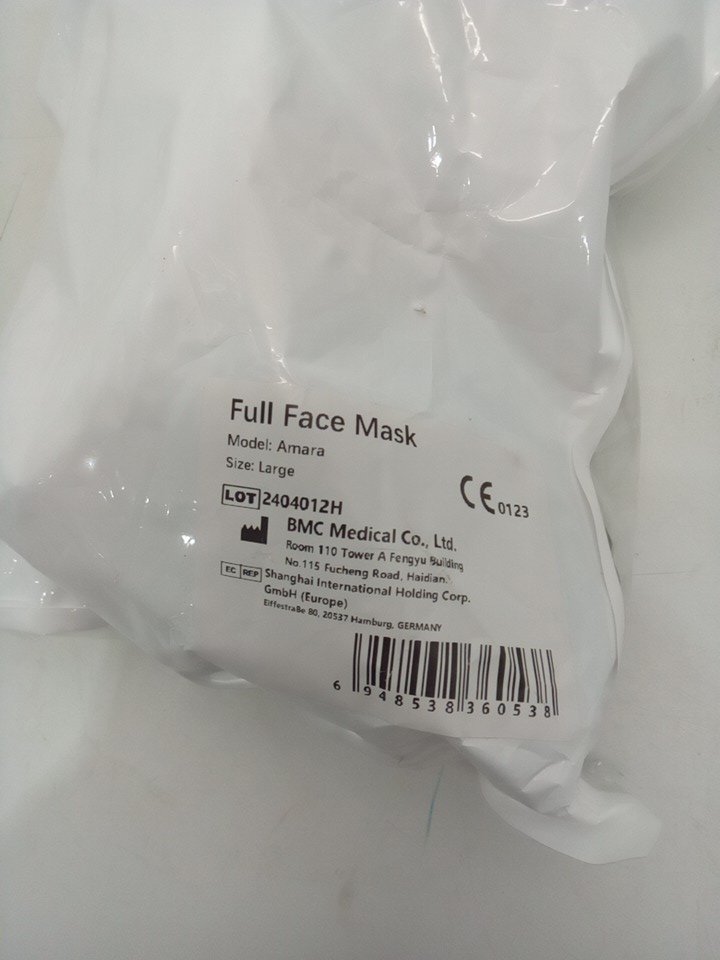 Full Face Mask
Model: Amara
Size: Large
CE 0123
LOT 2404012H
BMC Medical Co., Ltd.
Room 110 Tower A Fengyu Building
No.115 Fucheng Road, Haidian.
EC REP Shanghai International Holding Corp.
GmbH (Europe)
Eiffestraße 80, 20537 Hamburg, GERMANY
6 948538 360538